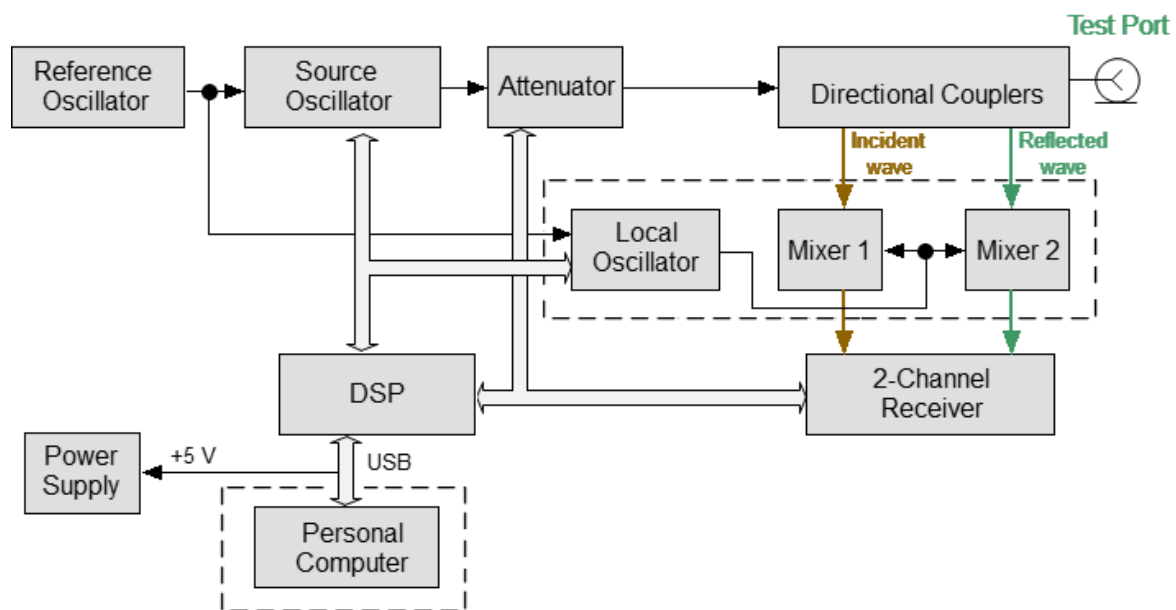 Test Port
Reference
Oscillator
Source
Oscillator
Attenuator
Directional Couplers
Incident
wave
Reflected
wave
Local
Oscillator
Mixer 1
Mixer 2
DSP
2-Channel
Receiver
Power
Supply
+5 V
USB
Personal
Computer